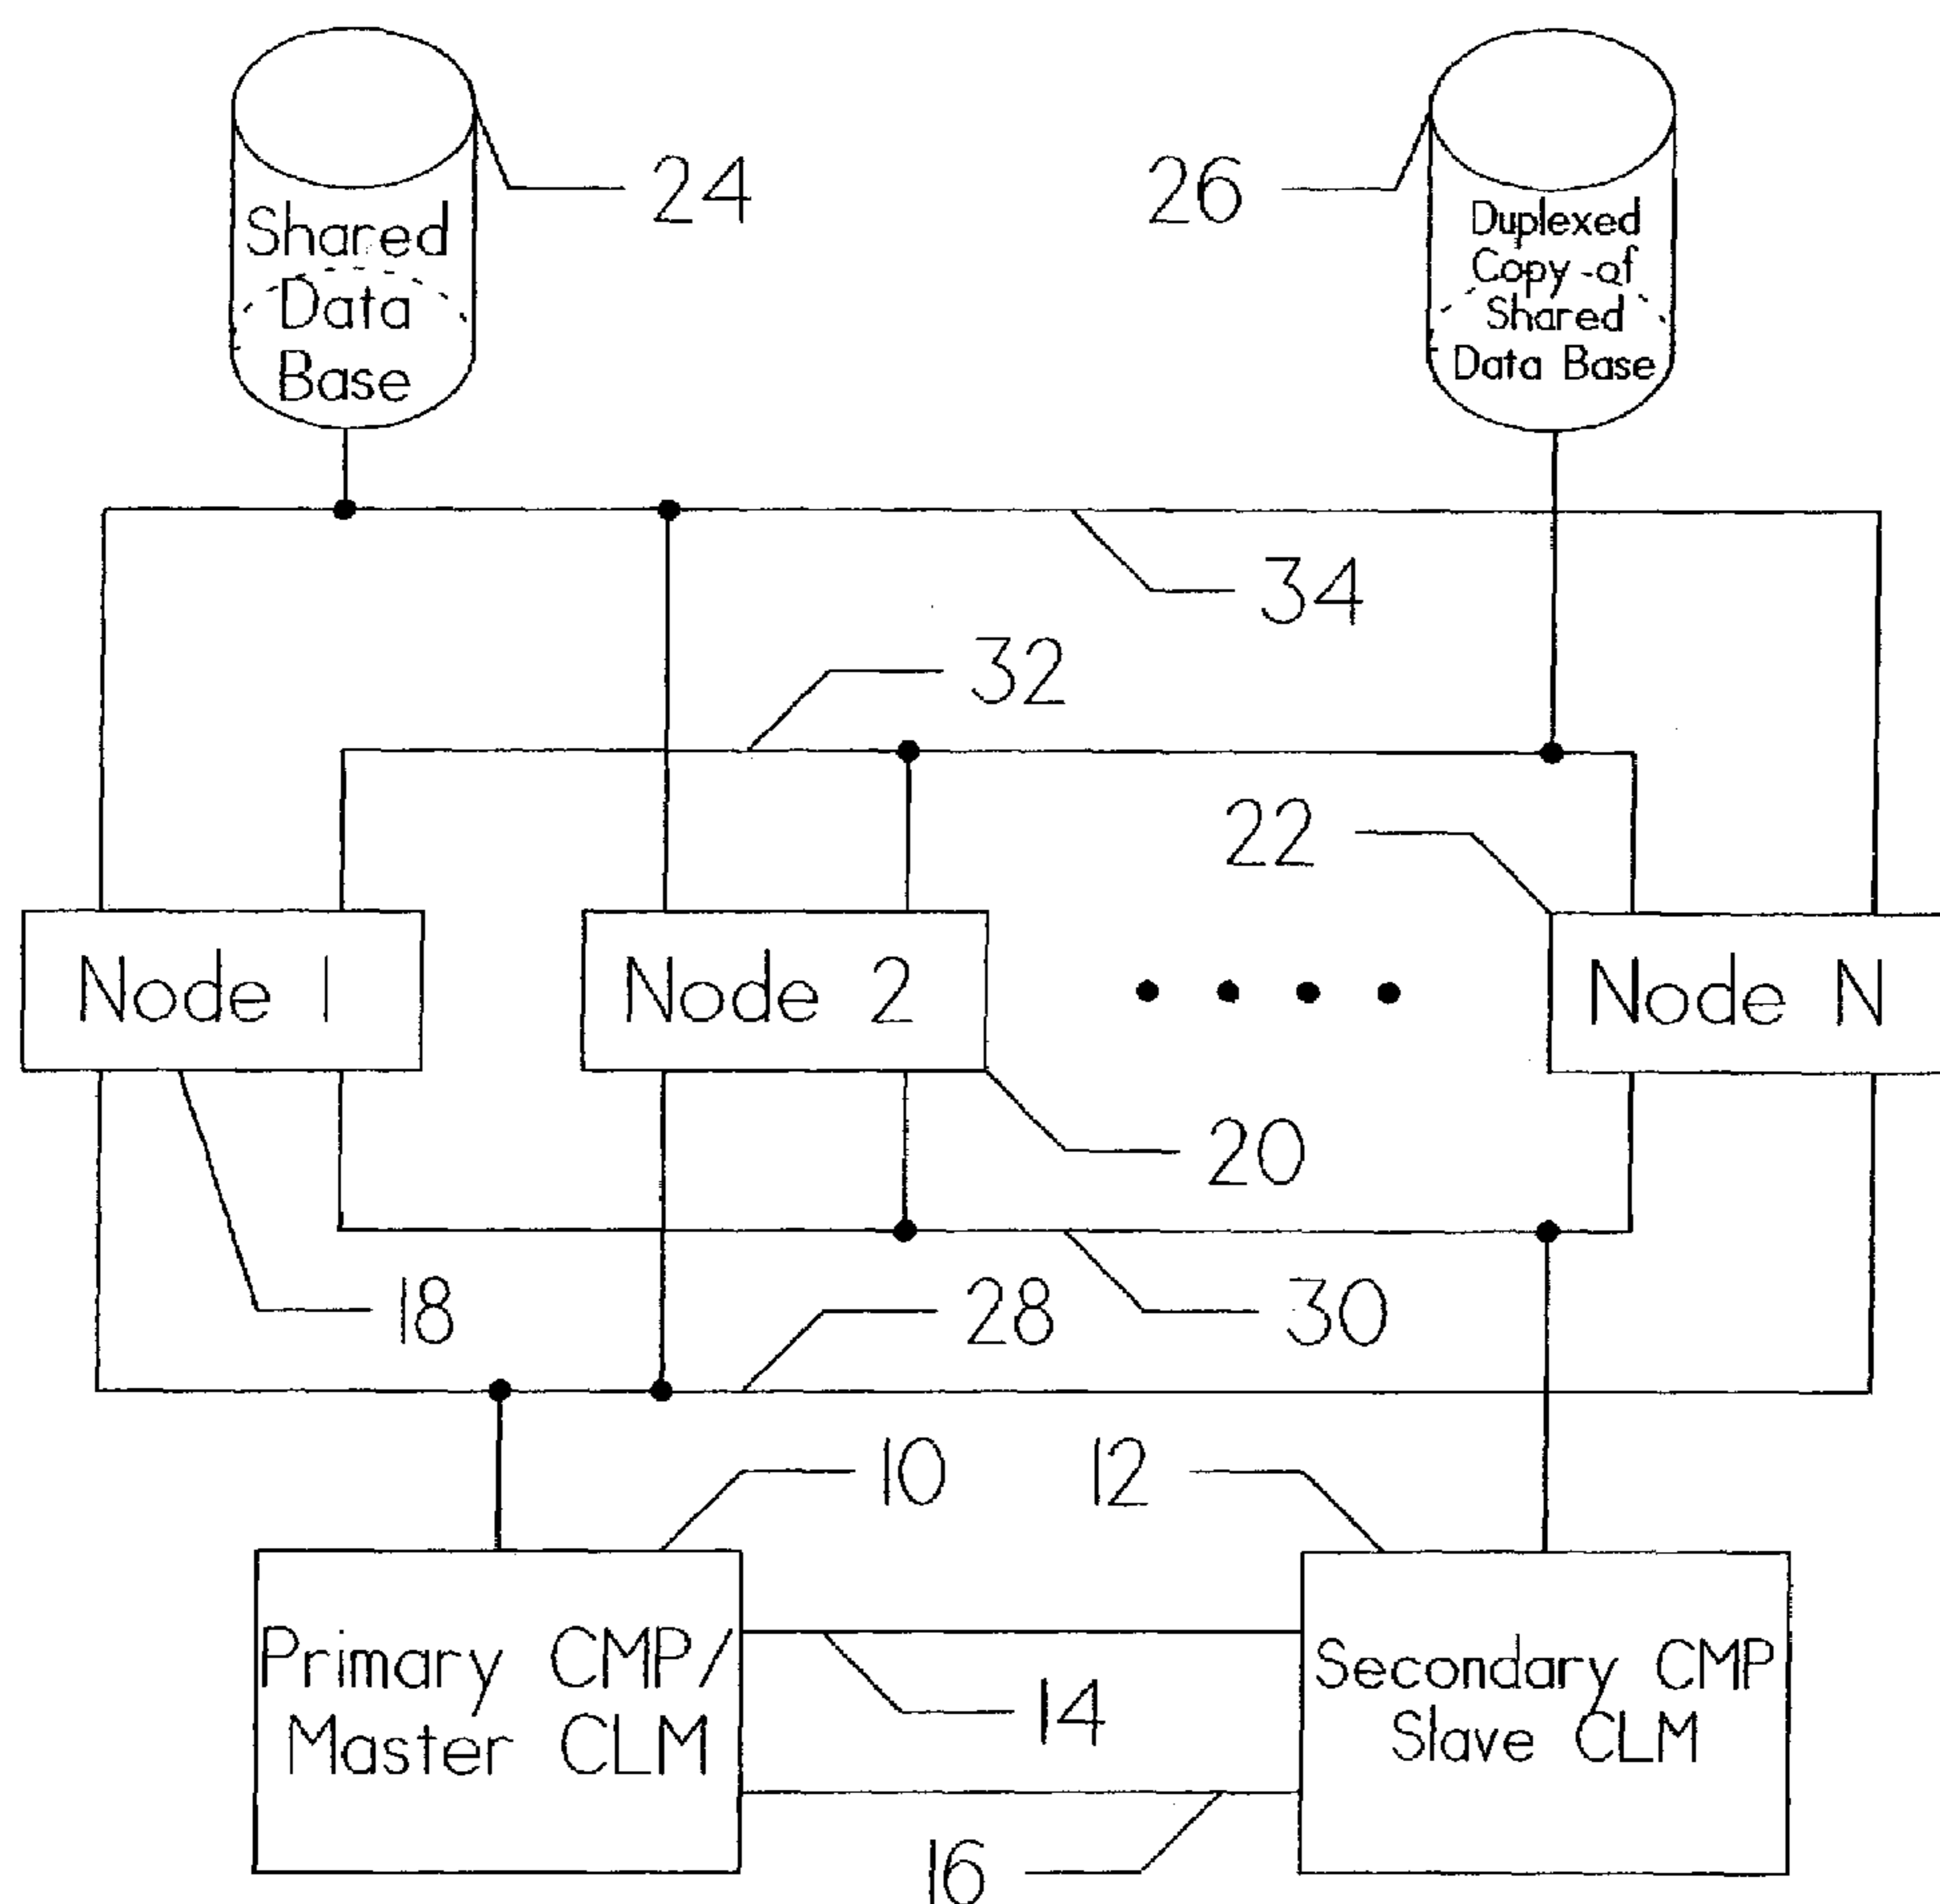 Shared
Data
Base
24
26
Duplexed
Copy of
Shared
Data Base
34
32
22
Node 1
Node 2
Node N
20
18
28
30
10
12
Primary CMP/
Master CLM
14
Secondary CMP
Slave CLM
16